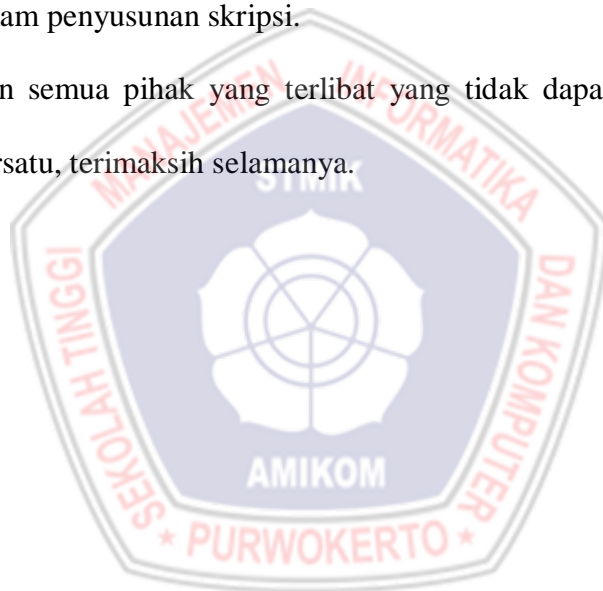 am penyusunan skripsi.
n semua pihak yang terlibat yang tidak dapa
rsatu, terimaksih selamanya.
SEKOLAH TINGGI MANAJEMEN INFORMATIKA DAN KOMPUTER
STMIK
AMIKOM
* PURWOKERTO *